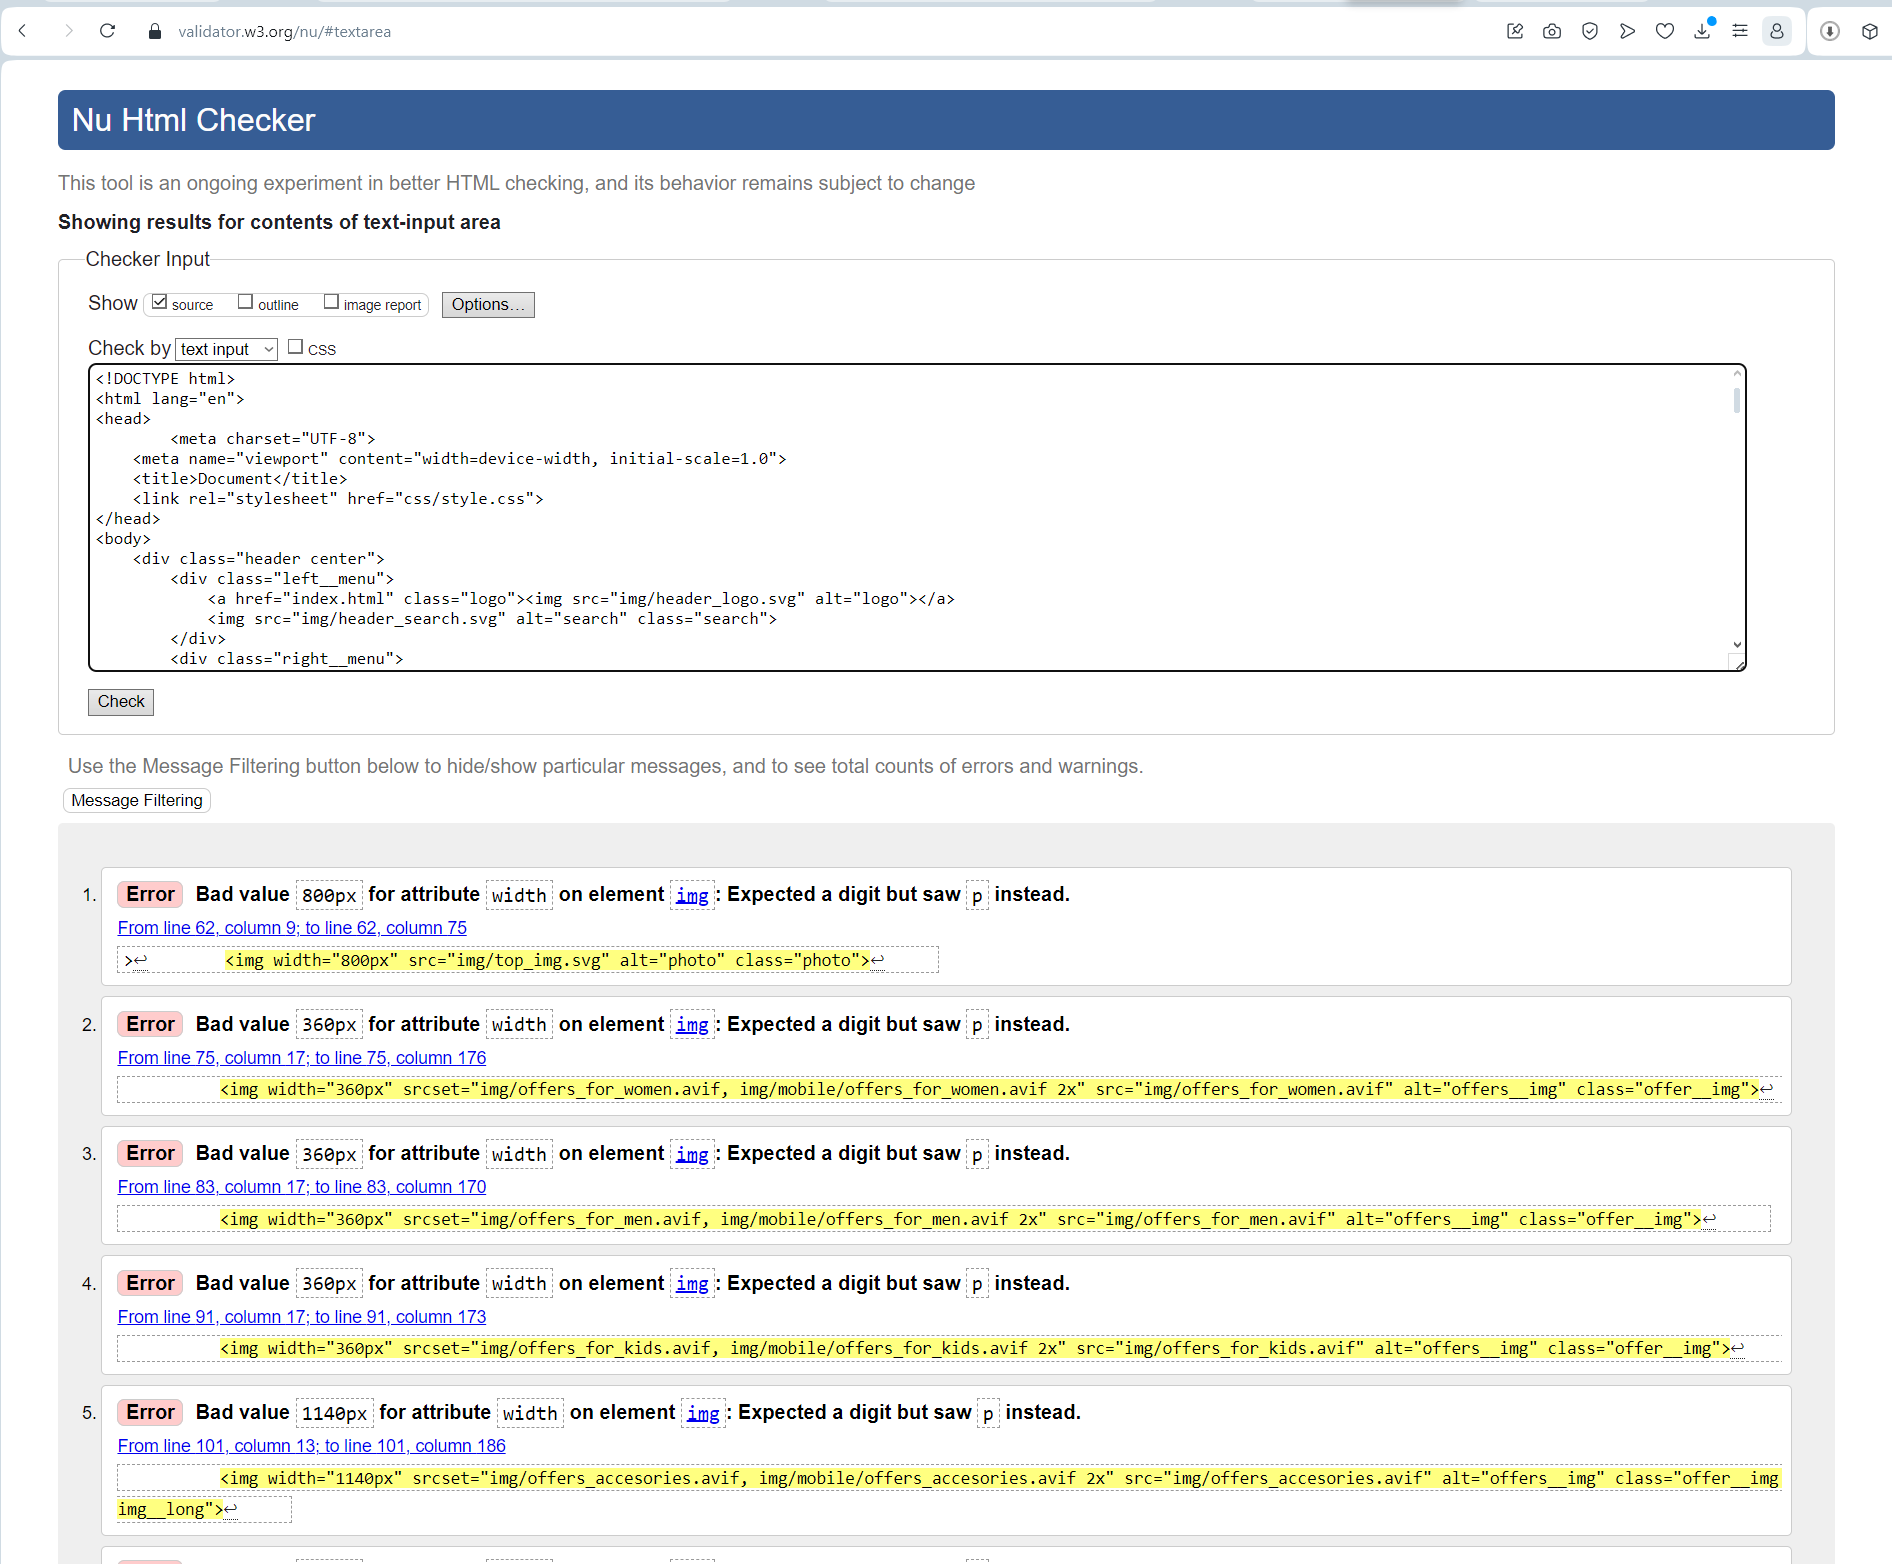 validator.w3.org/nu/#textarea
Nu Html Checker
This tool is an ongoing experiment in better HTML checking, and its behavior remains subject to change
Showing results for contents of text-input area
Checker Input
Show source outline image report Options...
Check by text input CSS
<!DOCTYPE html>
<html lang="en">
<head>
<meta charset="UTF-8">
<meta name="viewport" content="width=device-width, initial-scale=1.0">
<title>Document</title>
<link rel="stylesheet" href="css/style.css">
</head>
<body>
<div class="header center">
<div class="left__menu">
<a href="index.html" class="logo"><img src="img/header_logo.svg" alt="logo"></a>
<img src="img/header_search.svg" alt="search" class="search">
</div>
<div class="right__menu">
Check
Use the Message Filtering button below to hide/show particular messages, and to see total counts of errors and warnings.
Message Filtering
1. Error Bad value 800px for attribute width on element img: Expected a digit but saw p instead.
From line 62, column 9; to line 62, column 75
>↩ <img width="800px" src="img/top_img.svg" alt="photo" class="photo">↩
2. Error Bad value 360px for attribute width on element img: Expected a digit but saw p instead.
From line 75, column 17; to line 75, column 176
<img width="360px" srcset="img/offers_for_women.avif, img/mobile/offers_for_women.avif 2x" src="img/offers_for_women.avif" alt="offers__img" class="offer__img">↩
3. Error Bad value 360px for attribute width on element img: Expected a digit but saw p instead.
From line 83, column 17; to line 83, column 170
<img width="360px" srcset="img/offers_for_men.avif, img/mobile/offers_for_men.avif 2x" src="img/offers_for_men.avif" alt="offers__img" class="offer__img">↩
4. Error Bad value 360px for attribute width on element img: Expected a digit but saw p instead.
From line 91, column 17; to line 91, column 173
<img width="360px" srcset="img/offers_for_kids.avif, img/mobile/offers_for_kids.avif 2x" src="img/offers_for_kids.avif" alt="offers__img" class="offer__img">↩
5. Error Bad value 1140px for attribute width on element img: Expected a digit but saw p instead.
From line 101, column 13; to line 101, column 186
<img width="1140px" srcset="img/offers_accesories.avif, img/mobile/offers_accesories.avif 2x" src="img/offers_accesories.avif" alt="offers__img" class="offer__img
img__long">↩